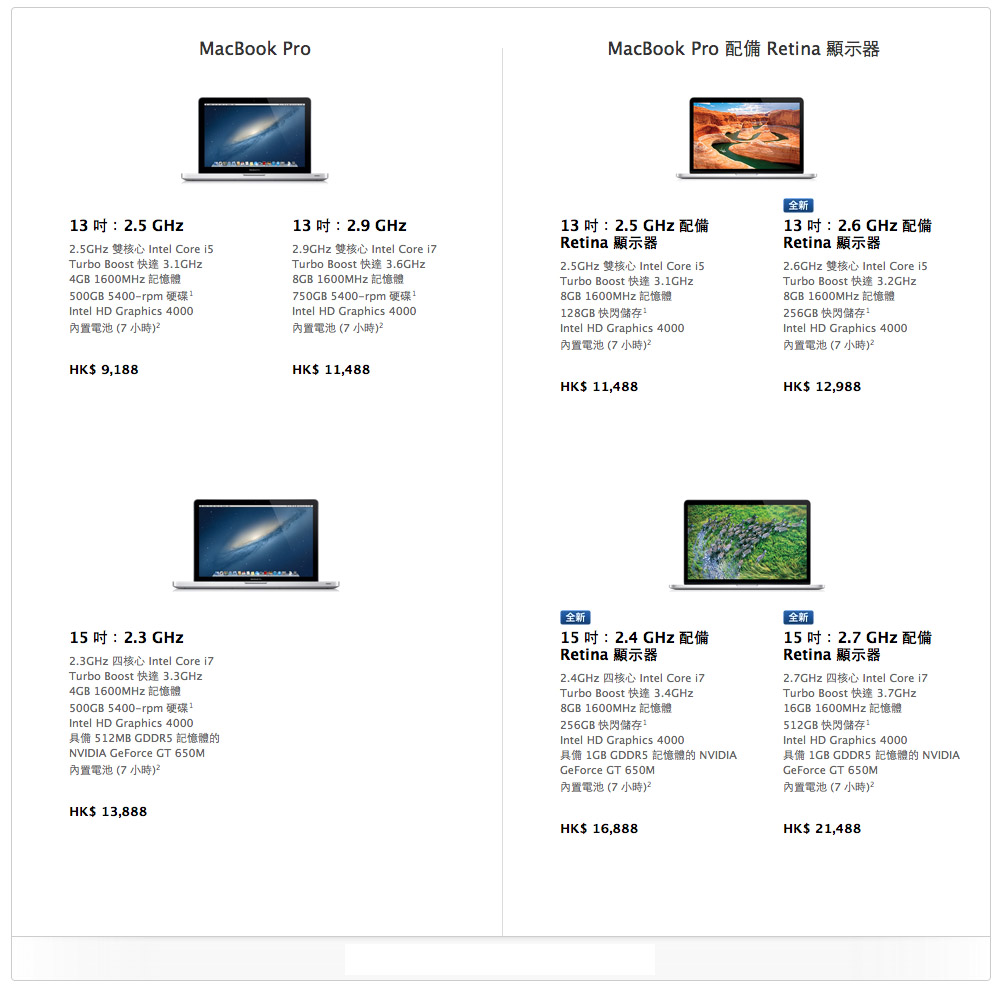 MacBook Pro
13 吋：2.5 GHz
2.5GHz 雙核心 Intel Core i5
Turbo Boost 快達 3.1GHz
4GB 1600MHz 記憶體
500GB 5400-rpm 硬碟¹
Intel HD Graphics 4000
內置電池 (7 小時)²
HK$ 9,188
13 吋：2.9 GHz
2.9GHz 雙核心 Intel Core i7
Turbo Boost 快達 3.6GHz
8GB 1600MHz 記憶體
750GB 5400-rpm 硬碟¹
Intel HD Graphics 4000
內置電池 (7 小時)²
HK$ 11,488
15 吋：2.3 GHz
2.3GHz 四核心 Intel Core i7
Turbo Boost 快達 3.3GHz
4GB 1600MHz 記憶體
500GB 5400-rpm 硬碟¹
Intel HD Graphics 4000
具備 512MB GDDR5 記憶體的
NVIDIA GeForce GT 650M
內置電池 (7 小時)²
HK$ 13,888
MacBook Pro 配備 Retina 顯示器
13 吋：2.5 GHz 配備
Retina 顯示器
2.5GHz 雙核心 Intel Core i5
Turbo Boost 快達 3.1GHz
8GB 1600MHz 記憶體
128GB 快閃儲存¹
Intel HD Graphics 4000
內置電池 (7 小時)²
HK$ 11,488
全新
13 吋：2.6 GHz 配備
Retina 顯示器
2.6GHz 雙核心 Intel Core i5
Turbo Boost 快達 3.2GHz
8GB 1600MHz 記憶體
256GB 快閃儲存¹
Intel HD Graphics 4000
內置電池 (7 小時)²
HK$ 12,988
全新
15 吋：2.4 GHz 配備
Retina 顯示器
2.4GHz 四核心 Intel Core i7
Turbo Boost 快達 3.4GHz
8GB 1600MHz 記憶體
256GB 快閃儲存¹
Intel HD Graphics 4000
具備 1GB GDDR5 記憶體的 NVIDIA
GeForce GT 650M
內置電池 (7 小時)²
HK$ 16,888
全新
15 吋：2.7 GHz 配備
Retina 顯示器
2.7GHz 四核心 Intel Core i7
Turbo Boost 快達 3.7GHz
16GB 1600MHz 記憶體
512GB 快閃儲存¹
Intel HD Graphics 4000
具備 1GB GDDR5 記憶體的 NVIDIA
GeForce GT 650M
內置電池 (7 小時)²
HK$ 21,488